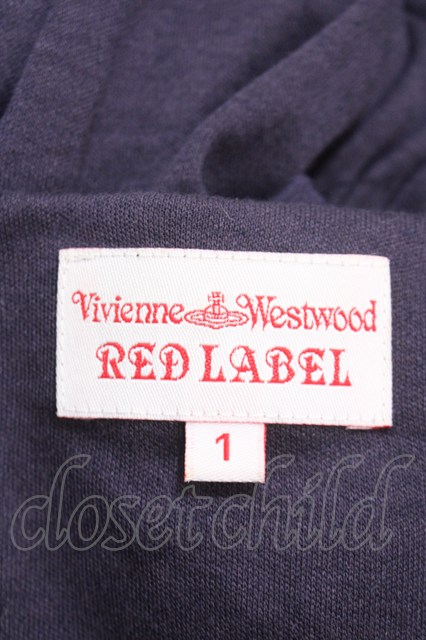 Vivienne Westwood
RED LABEL
1
closetchild